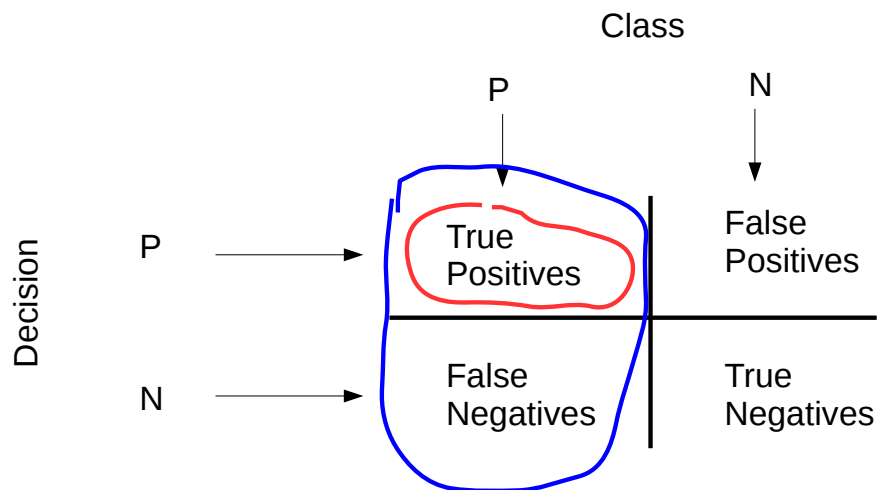 Class
P
N
Decision
P
True
Positives
False
Positives
N
False
Negatives
True
Negatives